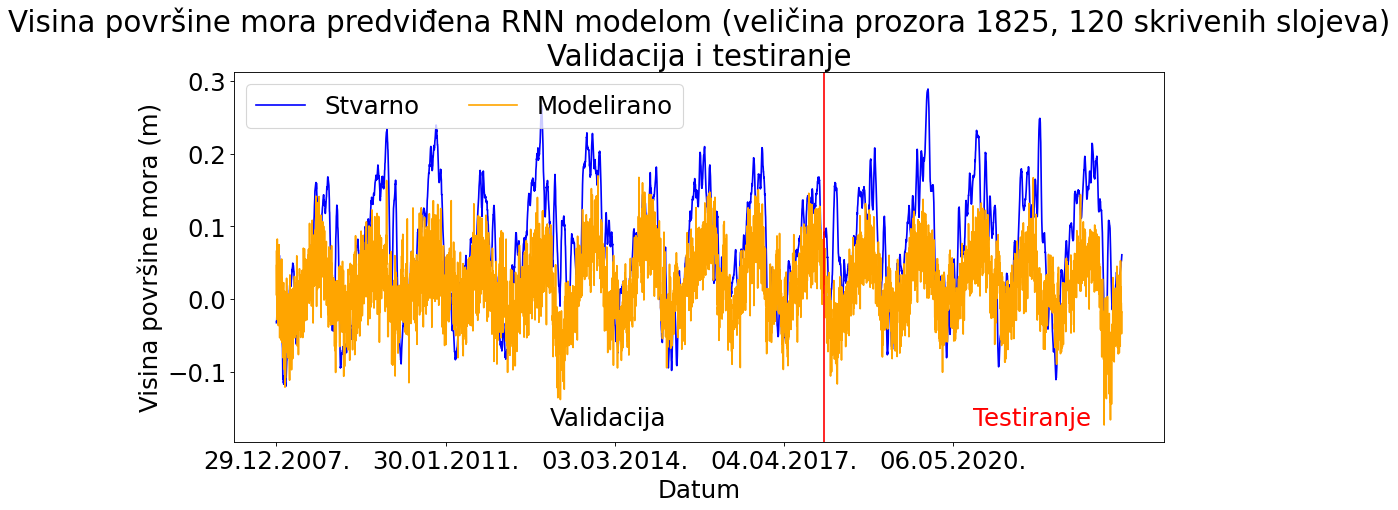 Visina površine mora predviđena RNN modelom (veličina prozora 1825, 120 skrivenih slojeva)
Validacija i testiranje
Stvarno
Modelirano
Visina površine mora (m)
0.3
0.2
0.1
0.0
−0.1
Validacija
Testiranje
29.12.2007.
30.01.2011.
03.03.2014.
04.04.2017.
06.05.2020.
Datum